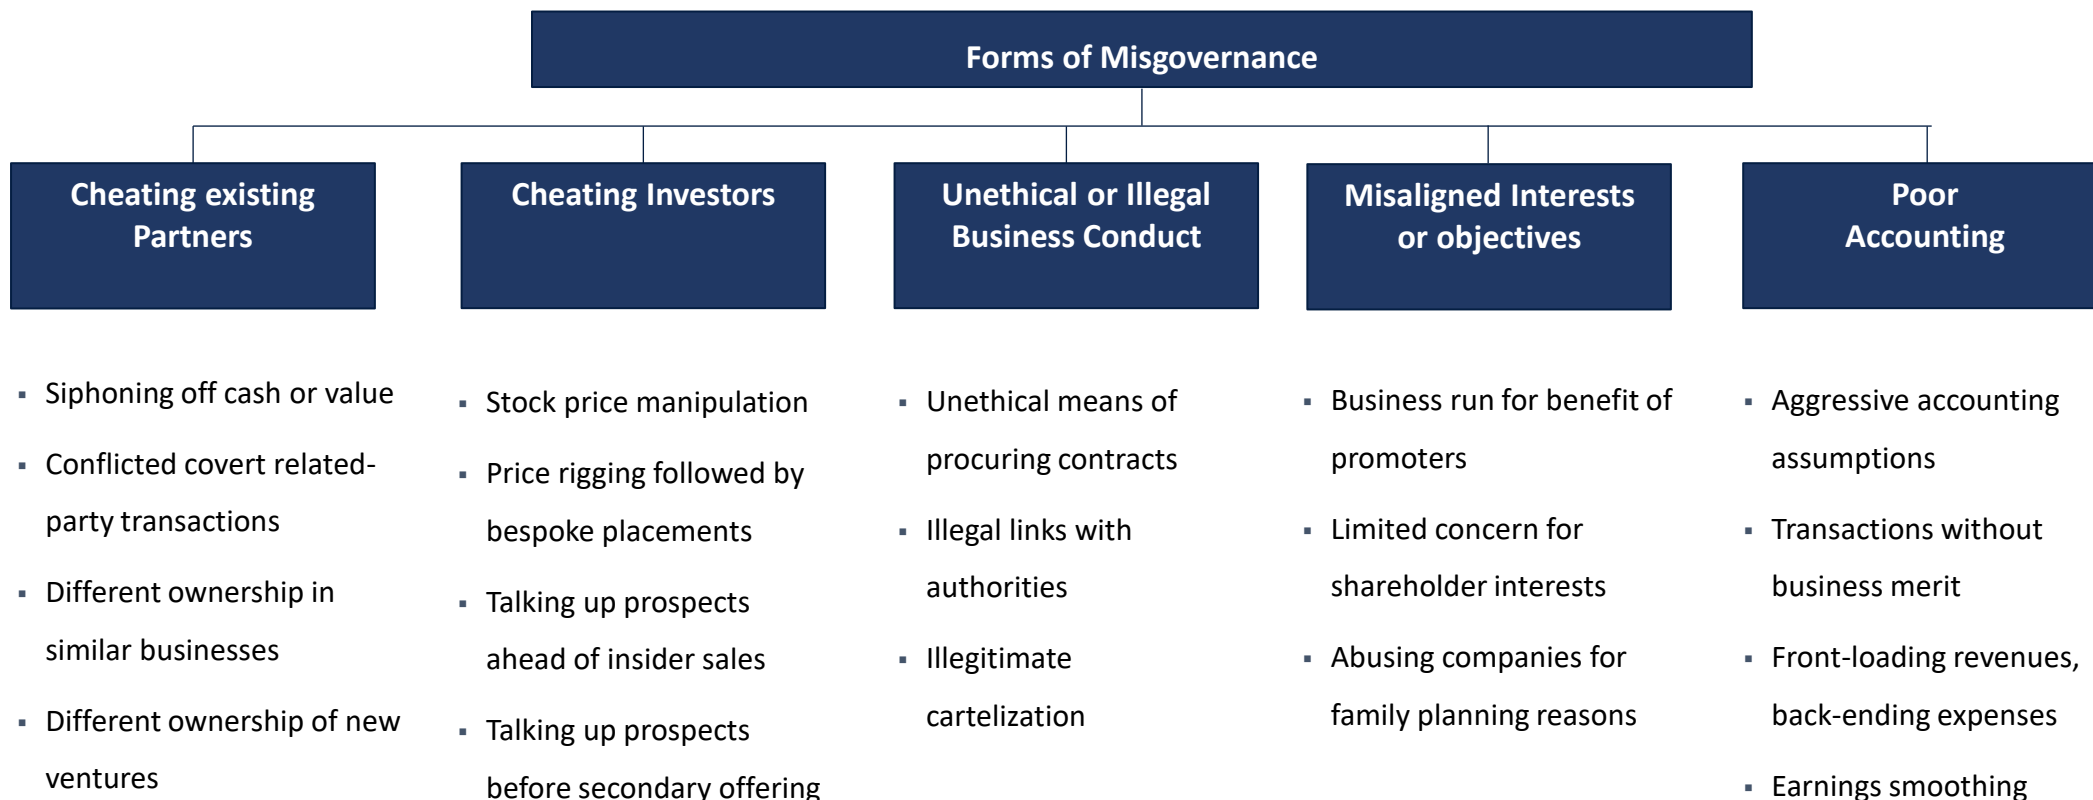 Forms of Misgovernance
Cheating existing
Partners
Cheating Investors
Unethical or Illegal
Business Conduct
Misaligned Interests
or objectives
Poor
Accounting
▪ Siphoning off cash or value
▪ Conflicted covert related-
party transactions
▪ Different ownership in
similar businesses
▪ Different ownership of new
ventures
▪ Stock price manipulation
▪ Price rigging followed by
bespoke placements
▪ Talking up prospects
ahead of insider sales
▪ Talking up prospects
before secondary offering
▪ Unethical means of
procuring contracts
▪ Illegal links with
authorities
▪ Illegitimate
cartelization
▪ Business run for benefit of
promoters
▪ Limited concern for
shareholder interests
▪ Abusing companies for
family planning reasons
▪ Aggressive accounting
assumptions
▪ Transactions without
business merit
▪ Front-loading revenues,
back-ending expenses
▪ Earnings smoothing